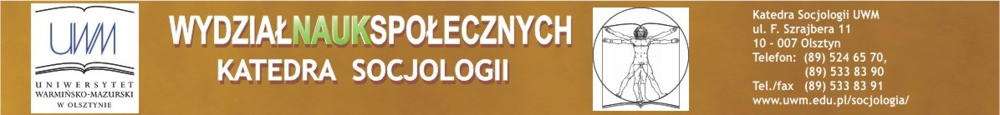 UWM
UNIWERSYTET
WARMIŃSKO-MAZURSKI
W OLSZTYNIE
WYDZIAŁNAUKSPOŁECZNYCH
KATEDRA SOCJOLOGII
Katedra Socjologii UWM
ul. F. Szrajbera 11
10 - 007 Olsztyn
Telefon: (89) 524 65 70,
(89) 533 83 90
Tel./fax (89) 533 83 91
www.uwm.edu.pl/socjologia/